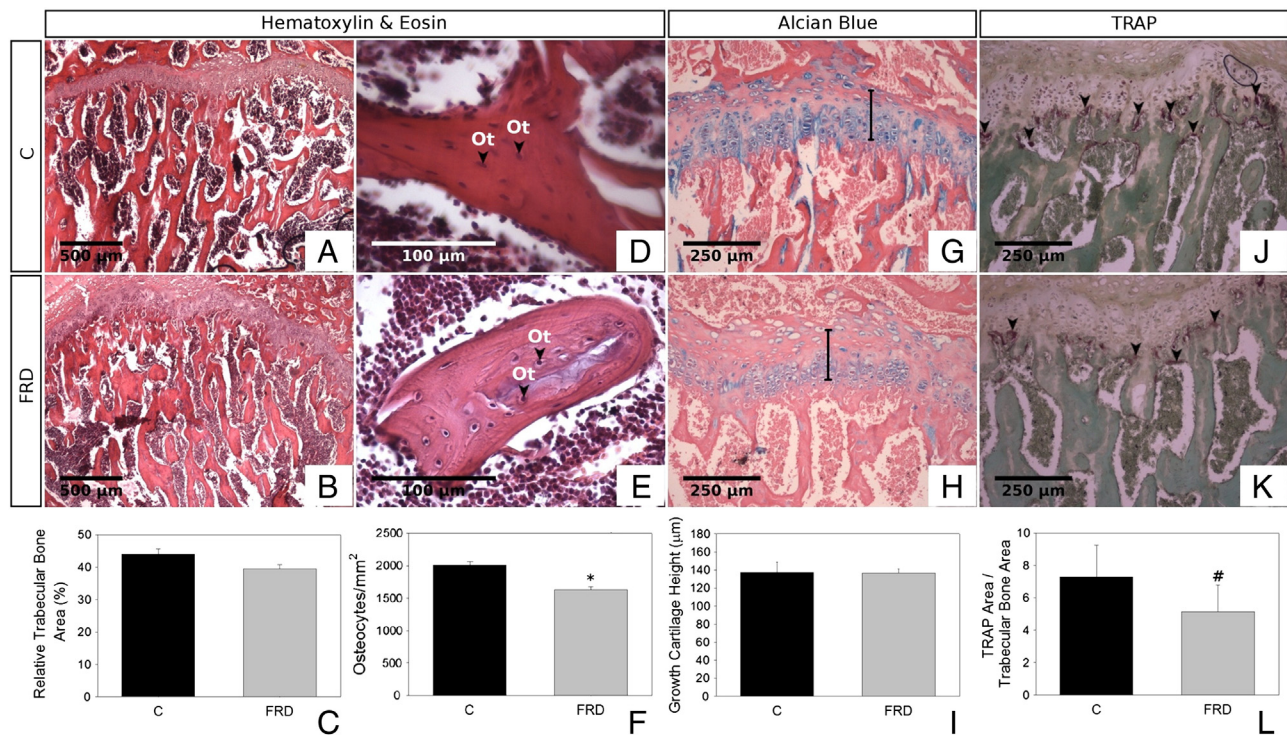 Hematoxylin & Eosin
Alcian Blue
TRAP
C
500 µm
A
Ot
Ot
100 µm
D
250 µm
G
250 µm
J
FRD
500 µm
B
Ot
Ot
100 µm
E
250 µm
H
250 µm
K
Relative Trabecular Bone
Area (%)
50
40
30
20
10
0
C
FRD
C
Osteocytes/mm²
2500
2000
1500
1000
500
0
*
C
FRD
F
Growth Cartilage Height (µm)
180
160
140
120
100
80
60
40
20
0
C
FRD
I
TRAP Area /
Trabecular Bone Area
10
8
6
4
2
0
#
C
FRD
L